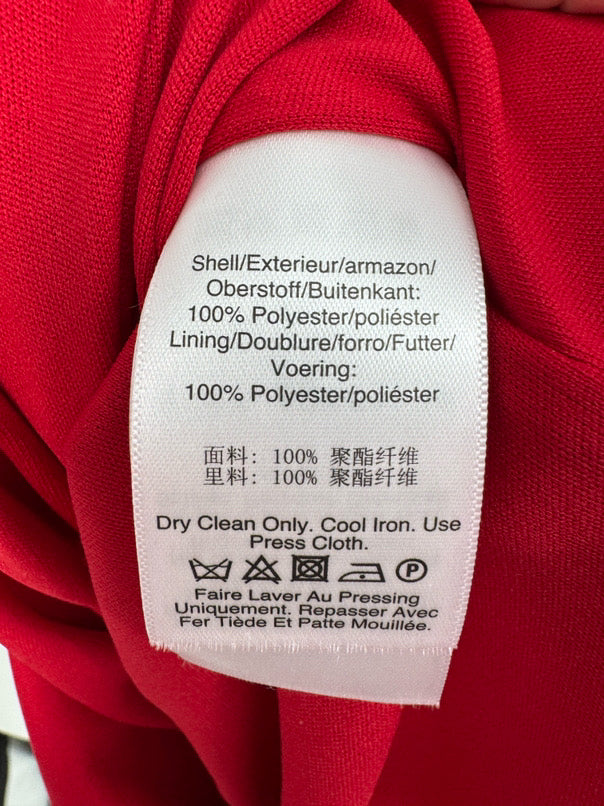 Shell/Exterieur/armazon/
Oberstoff/Buitenkant:
100% Polyester/poliéster
Lining/Doublure/forro/Futter/
Voering:
100% Polyester/poliéster
面料: 100% 聚酯纤维
里料: 100% 聚酯纤维
Dry Clean Only. Cool Iron. Use
Press Cloth.
P
Faire Laver Au Pressing
Uniquement. Repasser Avec
Fer Tiède Et Patte Mouillée.